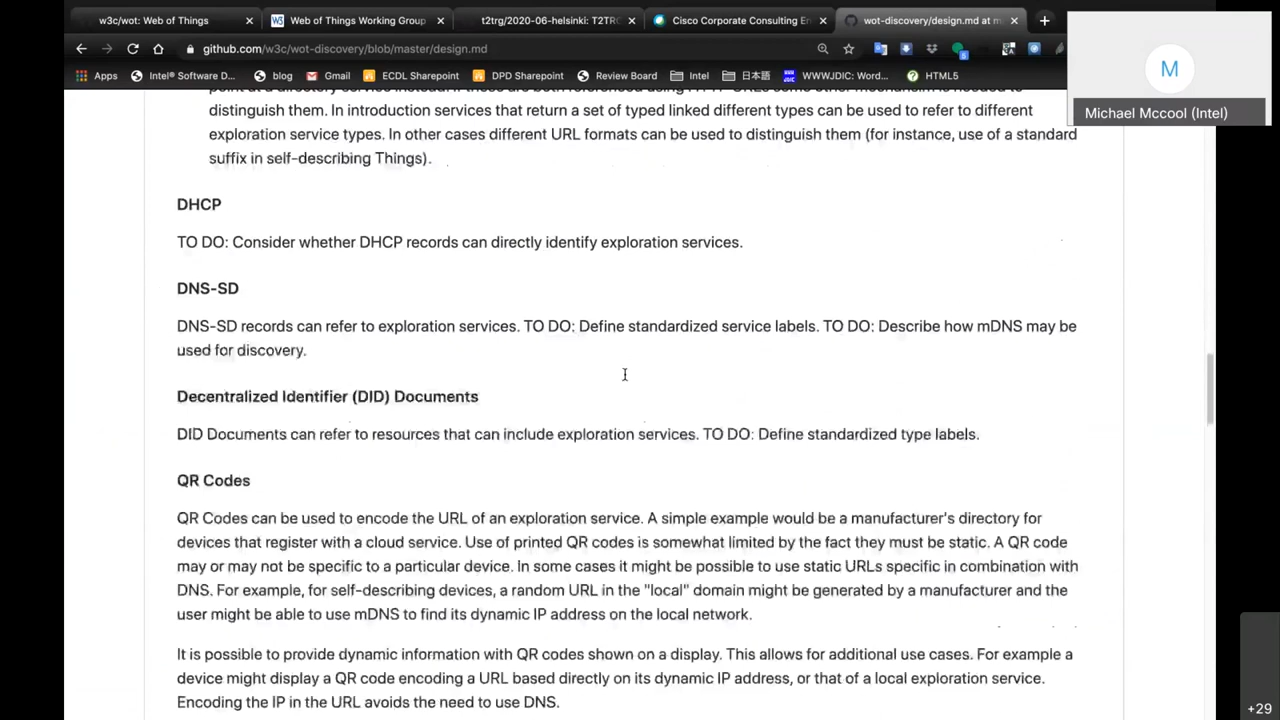 w3c/wot: Web of Things
Web of Things Working Group
t2trg/2020-06-helsinki: T2TR
Cisco Corporate Consulting E
wot-discovery/design.md at m
github.com/w3c/wot-discovery/blob/master/design.md
Apps
Intel® Software D...
blog
Gmail
ECDL Sharepoint
DPD Sharepoint
Review Board
Intel
日本語
WWWJDIC: Wor...
HTML5
M
Michael Mccool (Intel)
distinguish them. In introduction services that return a set of typed linked different types can be used to refer to different
exploration service types. In other cases different URL formats can be used to distinguish them (for instance, use of a standard
suffix in self-describing Things).
DHCP
TO DO: Consider whether DHCP records can directly identify exploration services.
DNS-SD
DNS-SD records can refer to exploration services. TO DO: Define standardized service labels. TO DO: Describe how mDNS may be
used for discovery.
Decentralized Identifier (DID) Documents
DID Documents can refer to resources that can include exploration services. TO DO: Define standardized type labels.
QR Codes
QR Codes can be used to encode the URL of an exploration service. A simple example would be a manufacturer's directory for
devices that register with a cloud service. Use of printed QR codes is somewhat limited by the fact they must be static. A QR code
may or may not be specific to a particular device. In some cases it might be possible to use static URLs specific in combination with
DNS. For example, for self-describing devices, a random URL in the "local" domain might be generated by a manufacturer and the
user might be able to use mDNS to find its dynamic IP address on the local network.
It is possible to provide dynamic information with QR codes shown on a display. This allows for additional use cases. For example a
device might display a QR code encoding a URL based directly on its dynamic IP address, or that of a local exploration service.
Encoding the IP in the URL avoids the need to use DNS.
+29